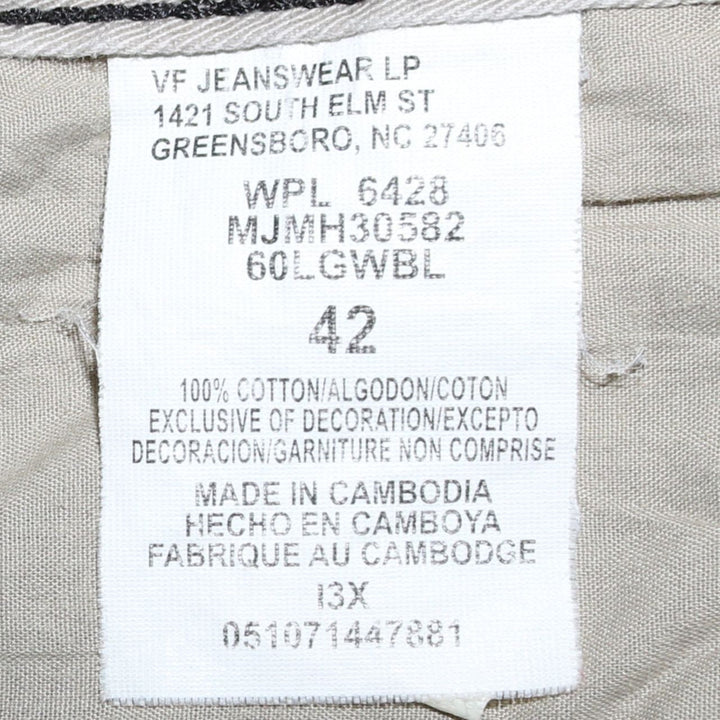 VF JEANSWEAR LP
1421 SOUTH ELM ST
GREENSBORO, NC 27406
WPL 6428
MJMH30582
60LGWBL
42
100% COTTON/ALGODON/COTON
EXCLUSIVE OF DECORATION/EXCEPTO
DECORACION/GARNITURE NON COMPRISE
MADE IN CAMBODIA
HECHO EN CAMBOYA
FABRIQUE AU CAMBODGE
I3X
051071447881